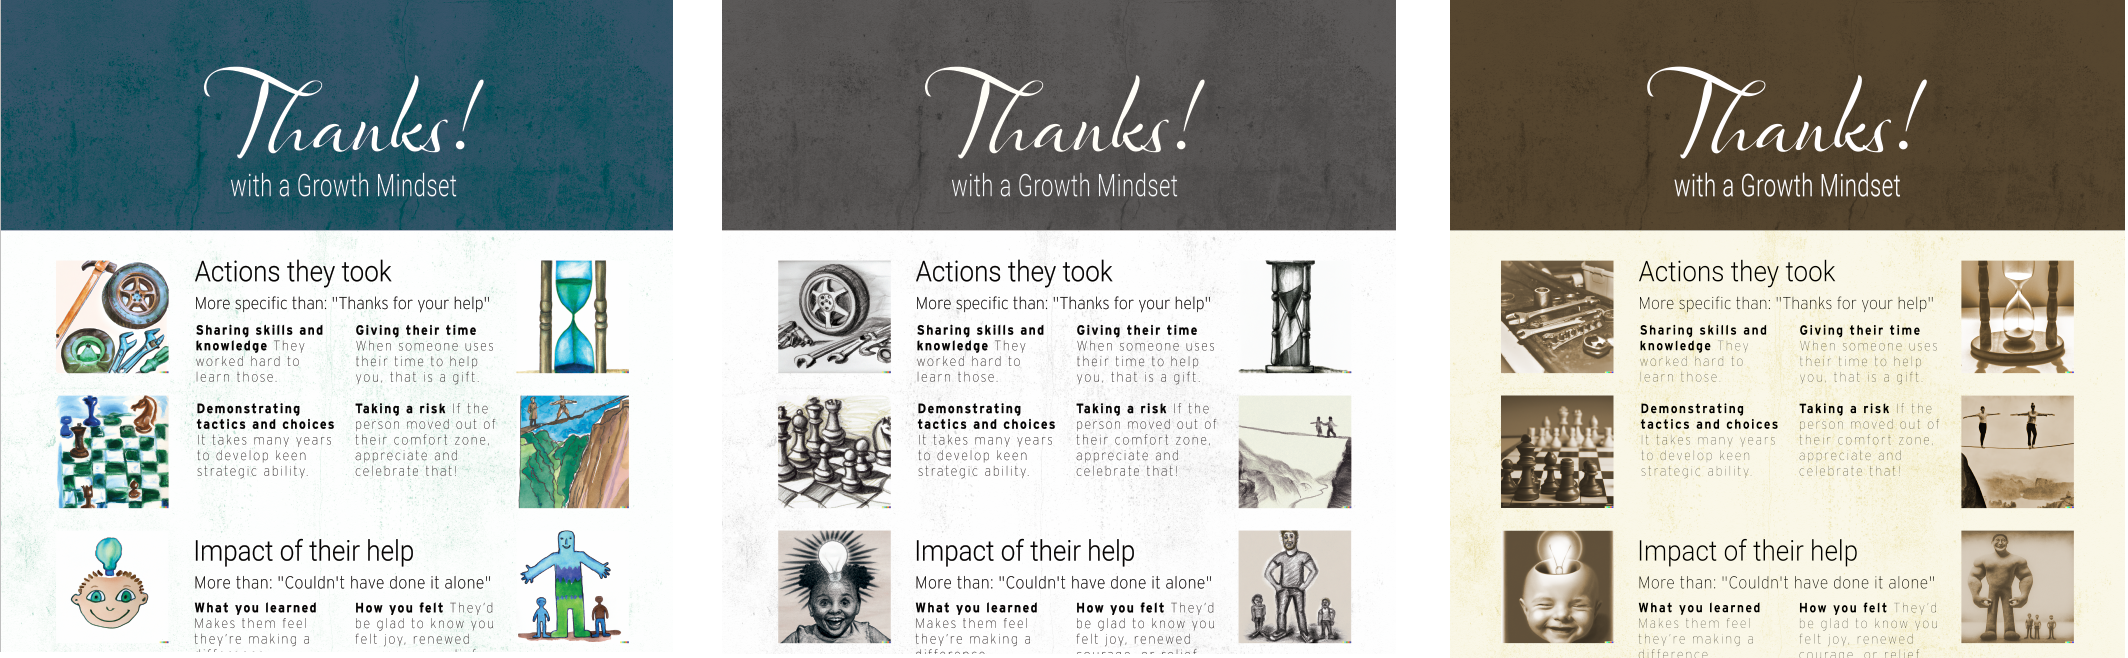 Thanks!
with a Growth Mindset
Actions they took
More specific than: "Thanks for your help"
Sharing skills and
knowledge They
worked hard to
learn those.
Giving their time
When someone uses
their time to help
you, that is a gift.
Demonstrating
tactics and choices
It takes many years
to develop keen
strategic ability.
Taking a risk If the
person moved out of
their comfort zone,
appreciate and
celebrate that!
Impact of their help
More than: "Couldn't have done it alone"
What you learned
Makes them feel
they're making a
How you felt They'd
be glad to know you
felt joy, renewed
Thanks!
with a Growth Mindset
Actions they took
More specific than: "Thanks for your help"
Sharing skills and
knowledge They
worked hard to
learn those.
Giving their time
When someone uses
their time to help
you, that is a gift.
Demonstrating
tactics and choices
It takes many years
to develop keen
strategic ability.
Taking a risk If the
person moved out of
their comfort zone,
appreciate and
celebrate that!
Impact of their help
More than: "Couldn't have done it alone"
What you learned
Makes them feel
they're making a
difference
How you felt They'd
be glad to know you
felt joy, renewed
courage, or relief
Thanks!
with a Growth Mindset
Actions they took
More specific than: "Thanks for your help"
Sharing skills and
knowledge They
worked hard to
learn those.
Giving their time
When someone uses
their time to help
you, that is a gift.
Demonstrating
tactics and choices
It takes many years
to develop keen
strategic ability.
Taking a risk If the
person moved out of
their comfort zone,
appreciate and
celebrate that!
Impact of their help
More than: "Couldn't have done it alone"
What you learned
Makes them feel
they're making a
difference
How you felt They'd
be glad to know you
felt joy, renewed
courage, or relief